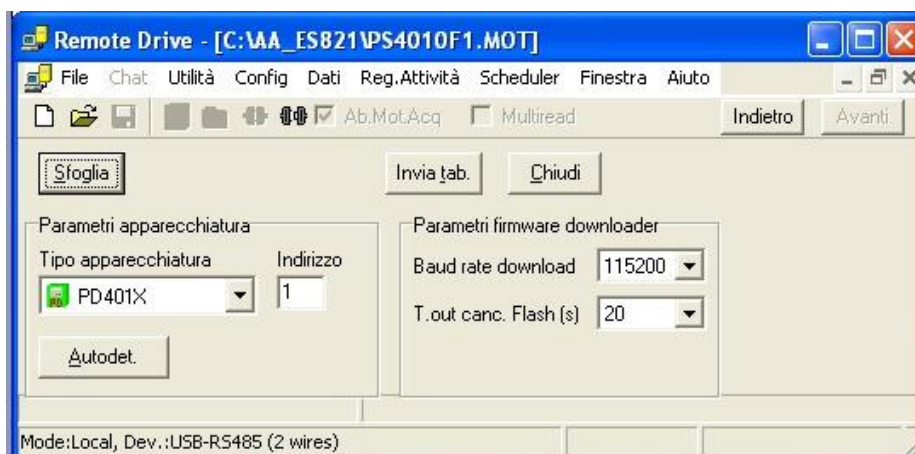 Remote Drive - [C:\AA_ES821\PS4010F1.MOT]
File Chat Utilità Config Dati Reg.Attività Scheduler Finestra Aiuto
Ab.Mot.Acq Multiread Indietro Avanti
Sfoglia Invia tab. Chiudi
Parametri apparecchiatura Parametri firmware downloader
Tipo apparecchiatura Indirizzo Baud rate download 115200
PD PD401X 1
T.out canc. Flash (s) 20
Autodet.
Mode:Local, Dev.:USB-RS485 (2 wires)